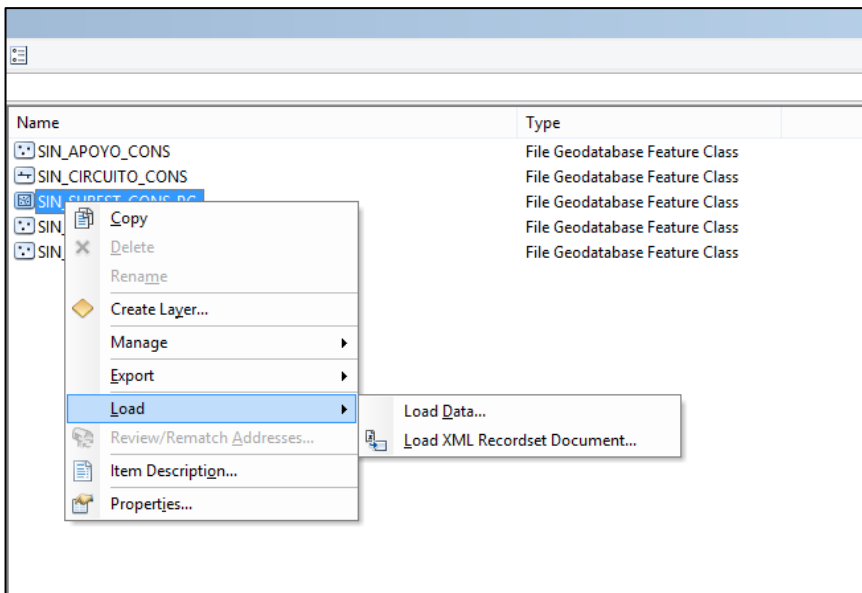 Name Type
SIN_APOYO_CONS File Geodatabase Feature Class
SIN_CIRCUITO_CONS File Geodatabase Feature Class
SIN_SUBEST_CONS_PG File Geodatabase Feature Class
SIN_ File Geodatabase Feature Class
SIN_ File Geodatabase Feature Class
Copy
Delete
Rename
Create Layer...
Manage
Export
Load
Load Data...
Review/Rematch Addresses...
Load XML Recordset Document...
Item Description...
Properties...